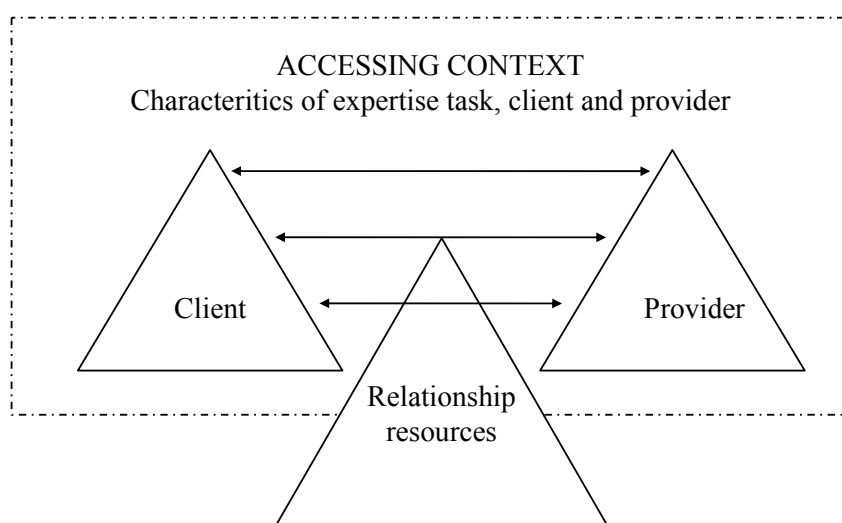 ACCESSING CONTEXT
Characteritics of expertise task, client and provider
Client
Provider
Relationship
resources